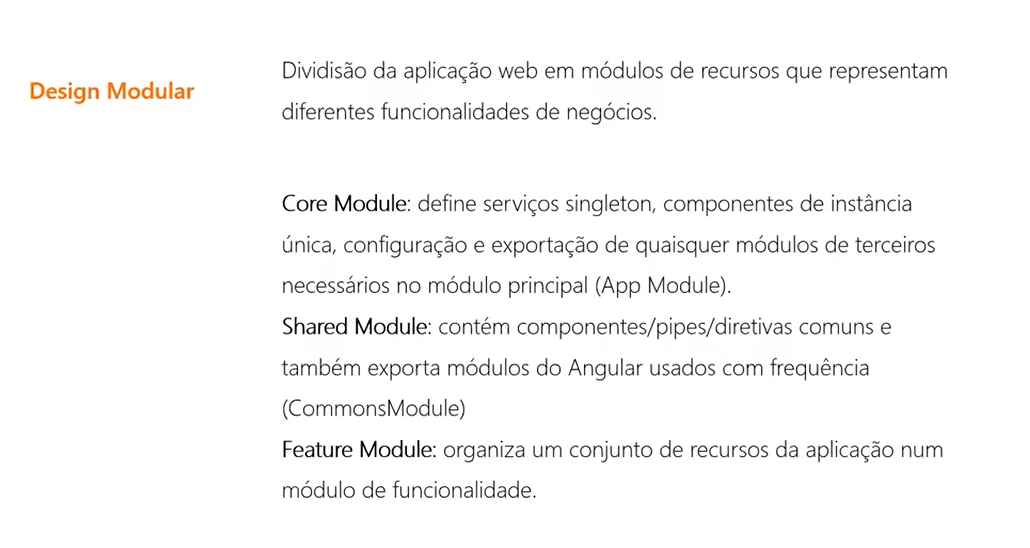 Design Modular
Dividisão da aplicação web em módulos de recursos que representam
diferentes funcionalidades de negócios.
Core Module: define serviços singleton, componentes de instância
única, configuração e exportação de quaisquer módulos de terceiros
necessários no módulo principal (App Module).
Shared Module: contém componentes/pipes/diretivas comuns e
também exporta módulos do Angular usados com frequência
(CommonsModule)
Feature Module: organiza um conjunto de recursos da aplicação num
módulo de funcionalidade.